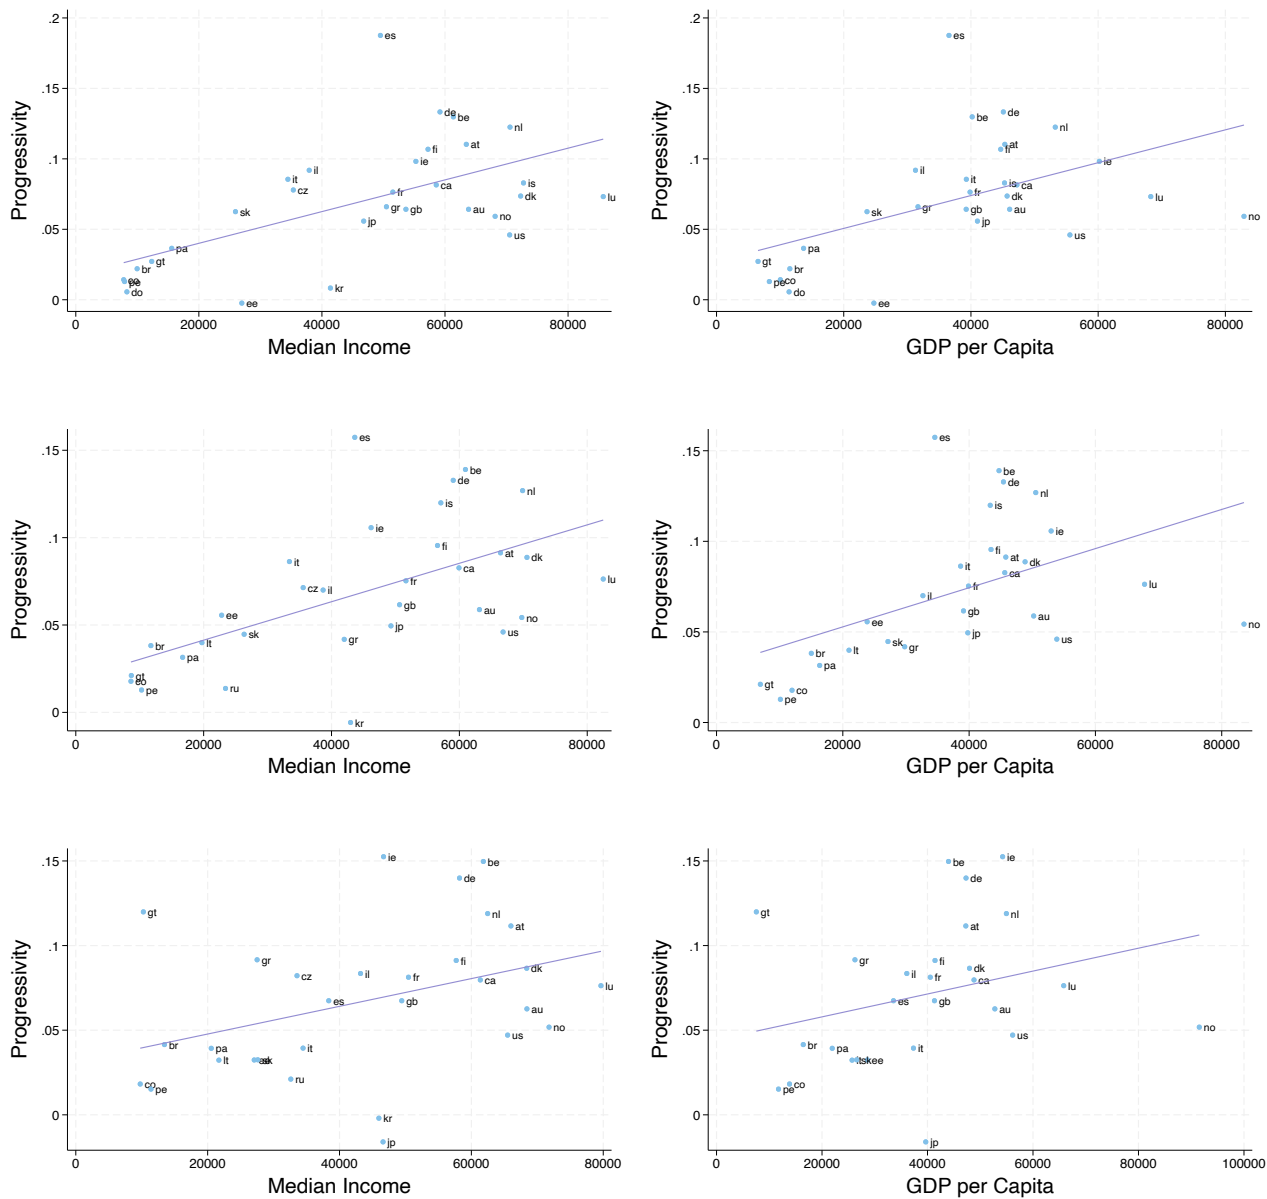 .2
.15
.1
.05
0
Progressivity
es
de
be
nl
at
fi
ie
il
it
cz
fr
ca
is
dk
lu
gr
gb
au
no
jp
us
sk
pa
gt
br
co
pe
do
ee
kr
0 20000 40000 60000 80000
Median Income
.2
.15
.1
.05
0
Progressivity
es
de
be
nl
at
fi
ie
il
it
is
ca
fr
dk
lu
gr
gb
au
sk
jp
no
us
pa
gt
br
co
pe
do
ee
0 20000 40000 60000 80000
GDP per Capita
.15
.1
.05
0
Progressivity
es
be
de
nl
is
ie
fi
at
dk
it
ca
fr
lu
cz
il
gb
au
ee
no
jp
us
sk
gr
lt
br
pa
gt
co
pe
ru
kr
0 20000 40000 60000 80000
Median Income
.15
.1
.05
0
Progressivity
es
be
de
nl
is
ie
fi
at
dk
it
ca
fr
lu
il
gb
au
ee
no
jp
us
sk
gr
lt
br
pa
gt
co
pe
0 20000 40000 60000 80000
GDP per Capita
.15
.1
.05
0
Progressivity
ie
be
de
gt
nl
at
gr
fi
dk
cz
il
fr
ca
lu
es
gb
au
no
us
br
pa
it
lt
ee
sk
ru
co
pe
kr
jp
0 20000 40000 60000 80000
Median Income
.15
.1
.05
0
Progressivity
ie
be
de
gt
nl
at
gr
fi
dk
il
fr
ca
lu
es
gb
au
no
us
br
pa
it
lt
sk
ee
co
pe
jp
0 20000 40000 60000 80000 100000
GDP per Capita